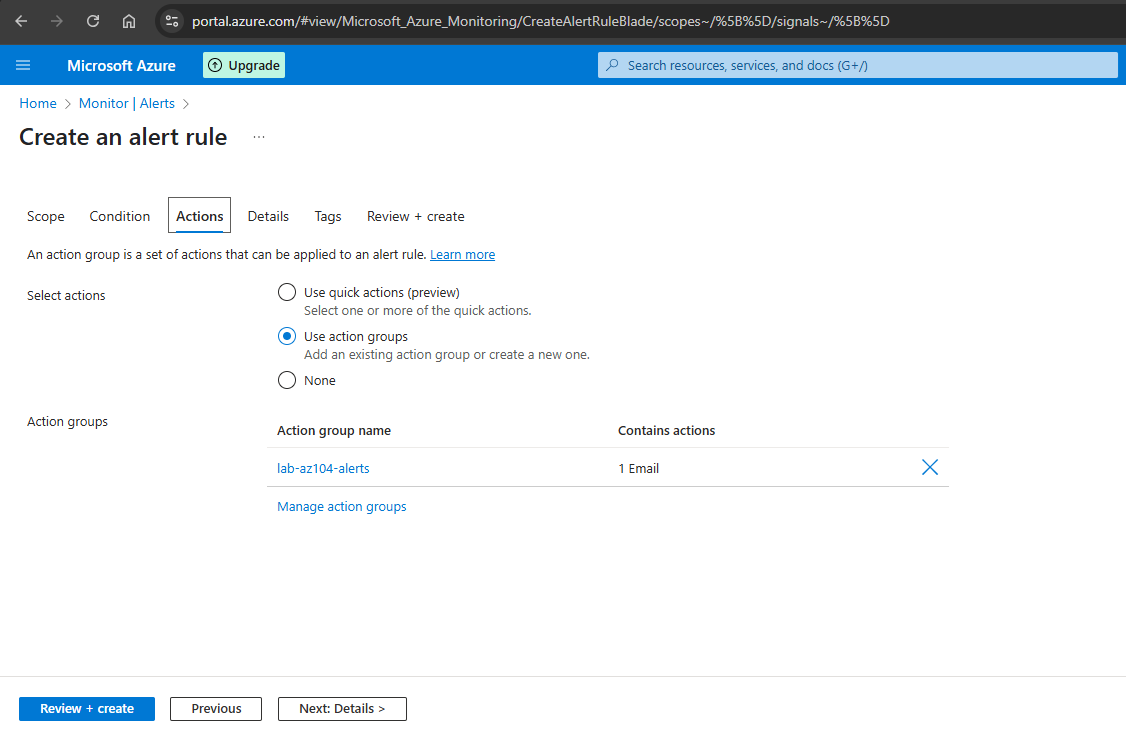 portal.azure.com/#view/Microsoft_Azure_Monitoring/CreateAlertRuleBlade/scopes~/%5B%5D/signals~/%5B%5D
Microsoft Azure Upgrade Search resources, services, and docs (G+/)
Home > Monitor | Alerts >
Create an alert rule ...
Scope Condition Actions Details Tags Review + create
An action group is a set of actions that can be applied to an alert rule. Learn more
Select actions
Use quick actions (preview)
Select one or more of the quick actions.
Use action groups
Add an existing action group or create a new one.
None
Action groups
Action group name Contains actions
lab-az104-alerts 1 Email
Manage action groups
Review + create Previous Next: Details >